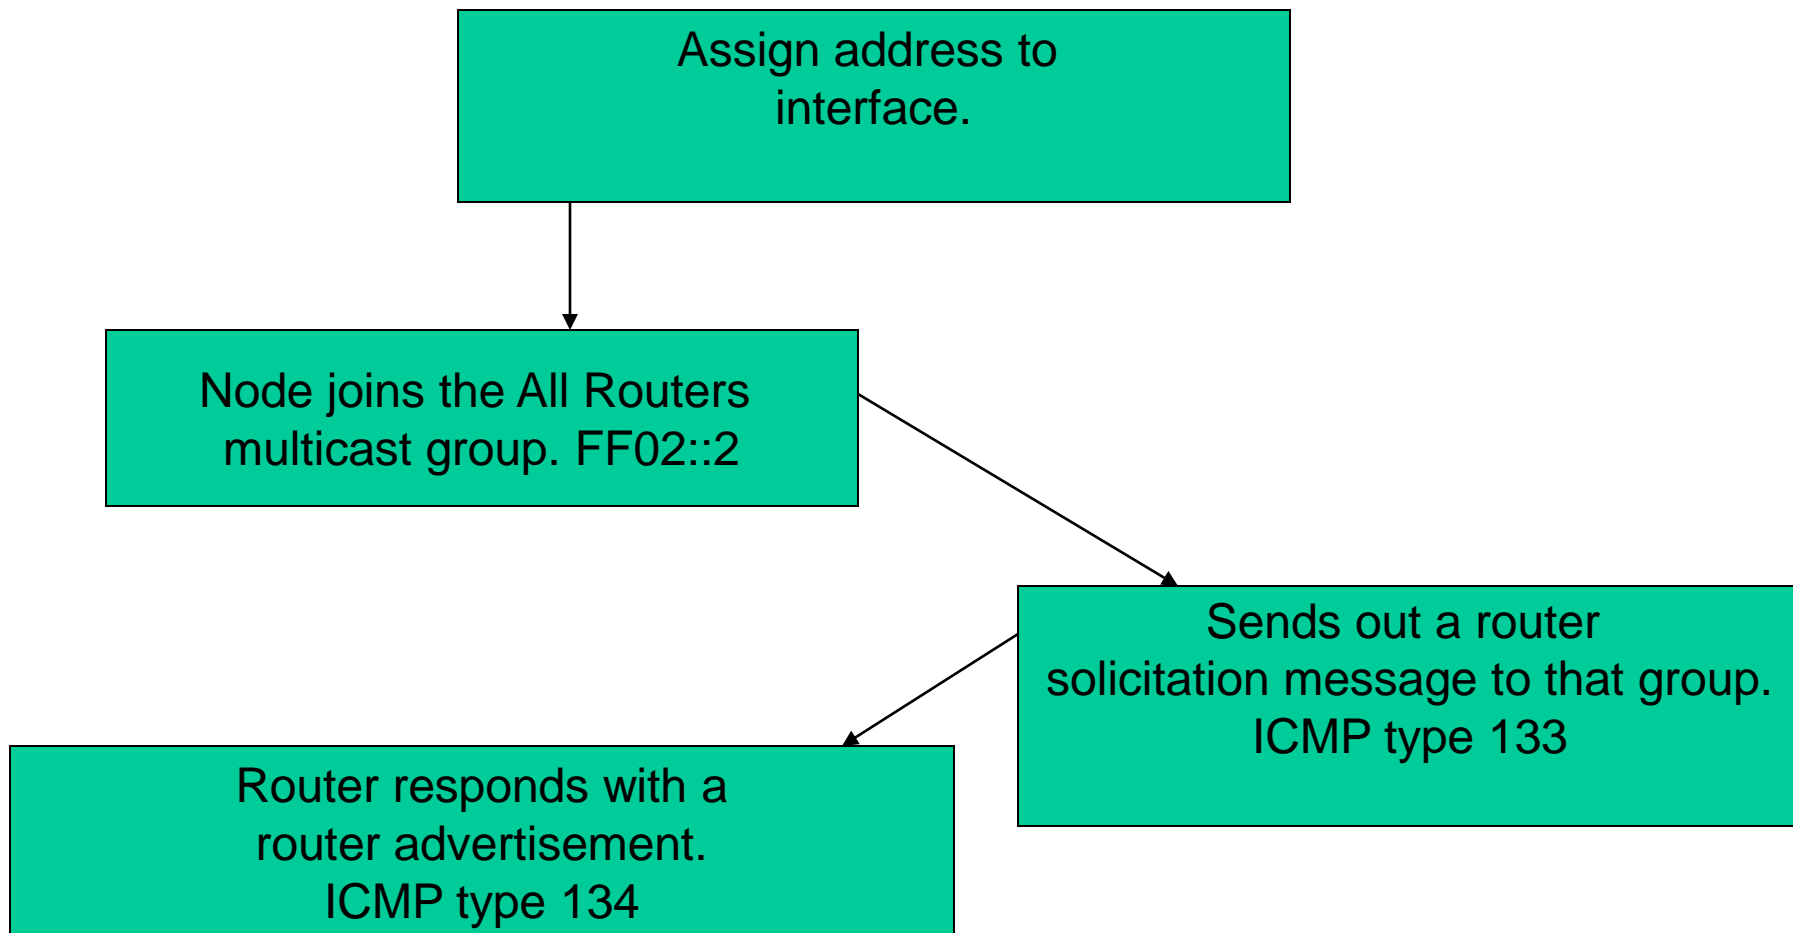 Assign address to
interface.
Node joins the All Routers
multicast group. FF02::2
Sends out a router
solicitation message to that group.
ICMP type 133
Router responds with a
router advertisement.
ICMP type 134